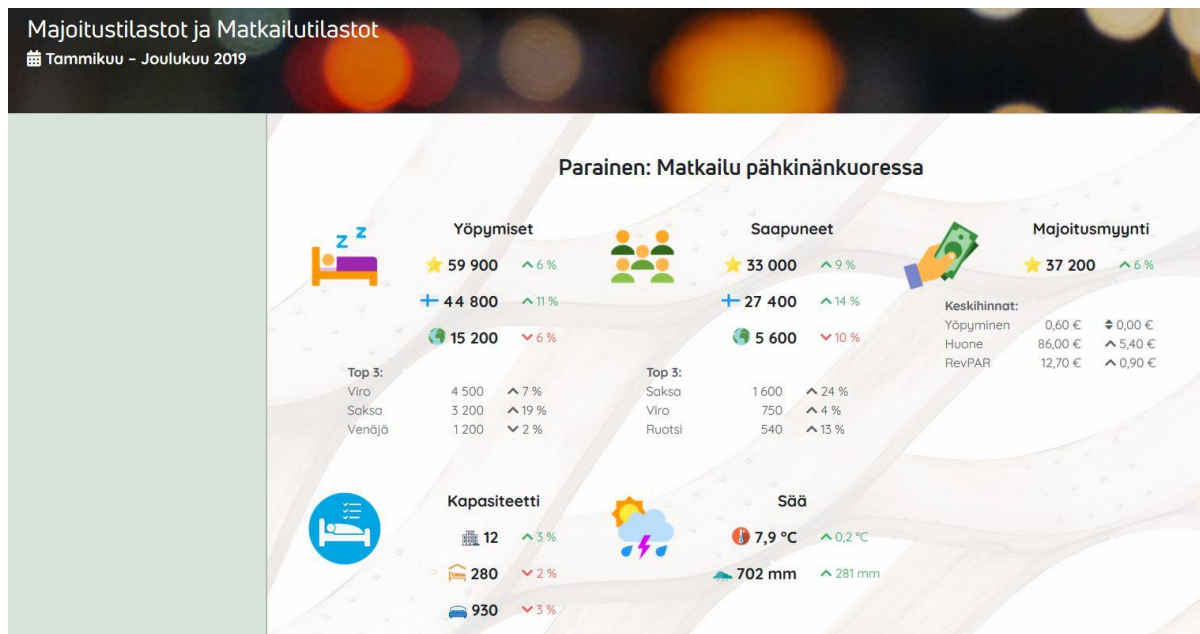 Majoitustilastot ja Matkailutilastot
Tammikuu – Joulukuu 2019
Parainen: Matkailu pähkinänkuoressa
Yöpymiset
59 900 6 %
44 800 11 %
15 200 6 %
Top 3:
Viro 4 500 7 %
Saksa 3 200 19 %
Venäjä 1 200 2 %
Saapuneet
33 000 9 %
27 400 14 %
5 600 10 %
Top 3:
Saksa 1 600 24 %
Viro 750 4 %
Ruotsi 540 13 %
Majoitusmyynti
37 200 6 %
Keskihinnat:
Yöpyminen 0,60 € 0,00 €
Huone 86,00 € 5,40 €
RevPAR 12,70 € 0,90 €
Kapasiteetti
12 3 %
280 2 %
930 3 %
Sää
7,9 °C 0,2 °C
702 mm 281 mm